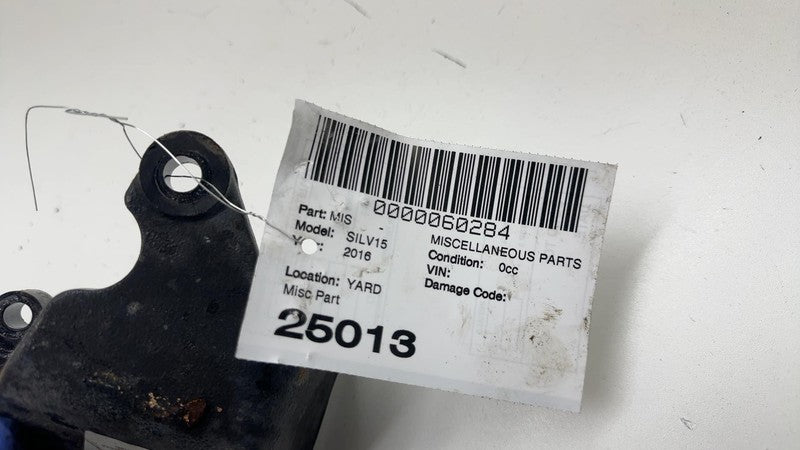 0000060284
Part: MIS -
MISCELLANEOUS PARTS
Model: SILV15
Condition: 0cc
2016
VIN:
Location: YARD
Damage Code:
Misc Part
25013